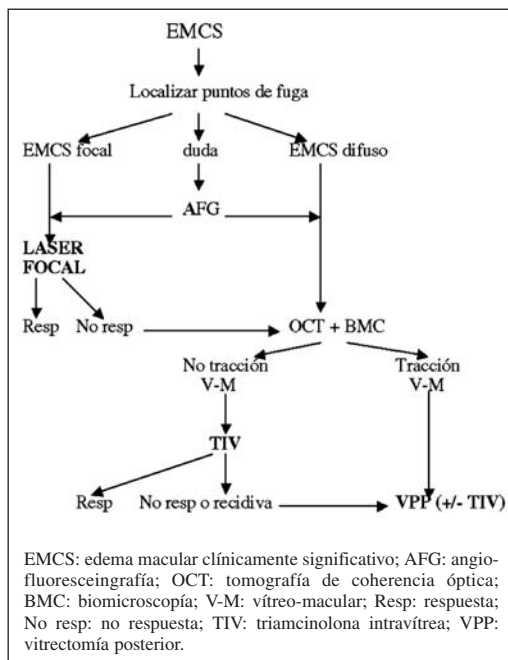 EMCS
Localizar puntos de fuga
EMCS focal duda EMCS difuso
AFG
LASER
FOCAL
Resp No resp OCT + BMC
No tracción Tracción
V-M V-M
TIV
Resp No resp o recidiva VPP (+/- TIV)
EMCS: edema macular clínicamente significativo; AFG: angio-
fluoresceingrafía; OCT: tomografía de coherencia óptica;
BMC: biomicroscopía; V-M: vítreo-macular; Resp: respuesta;
No resp: no respuesta; TIV: triamcinolona intravítrea; VPP:
vitrectomía posterior.